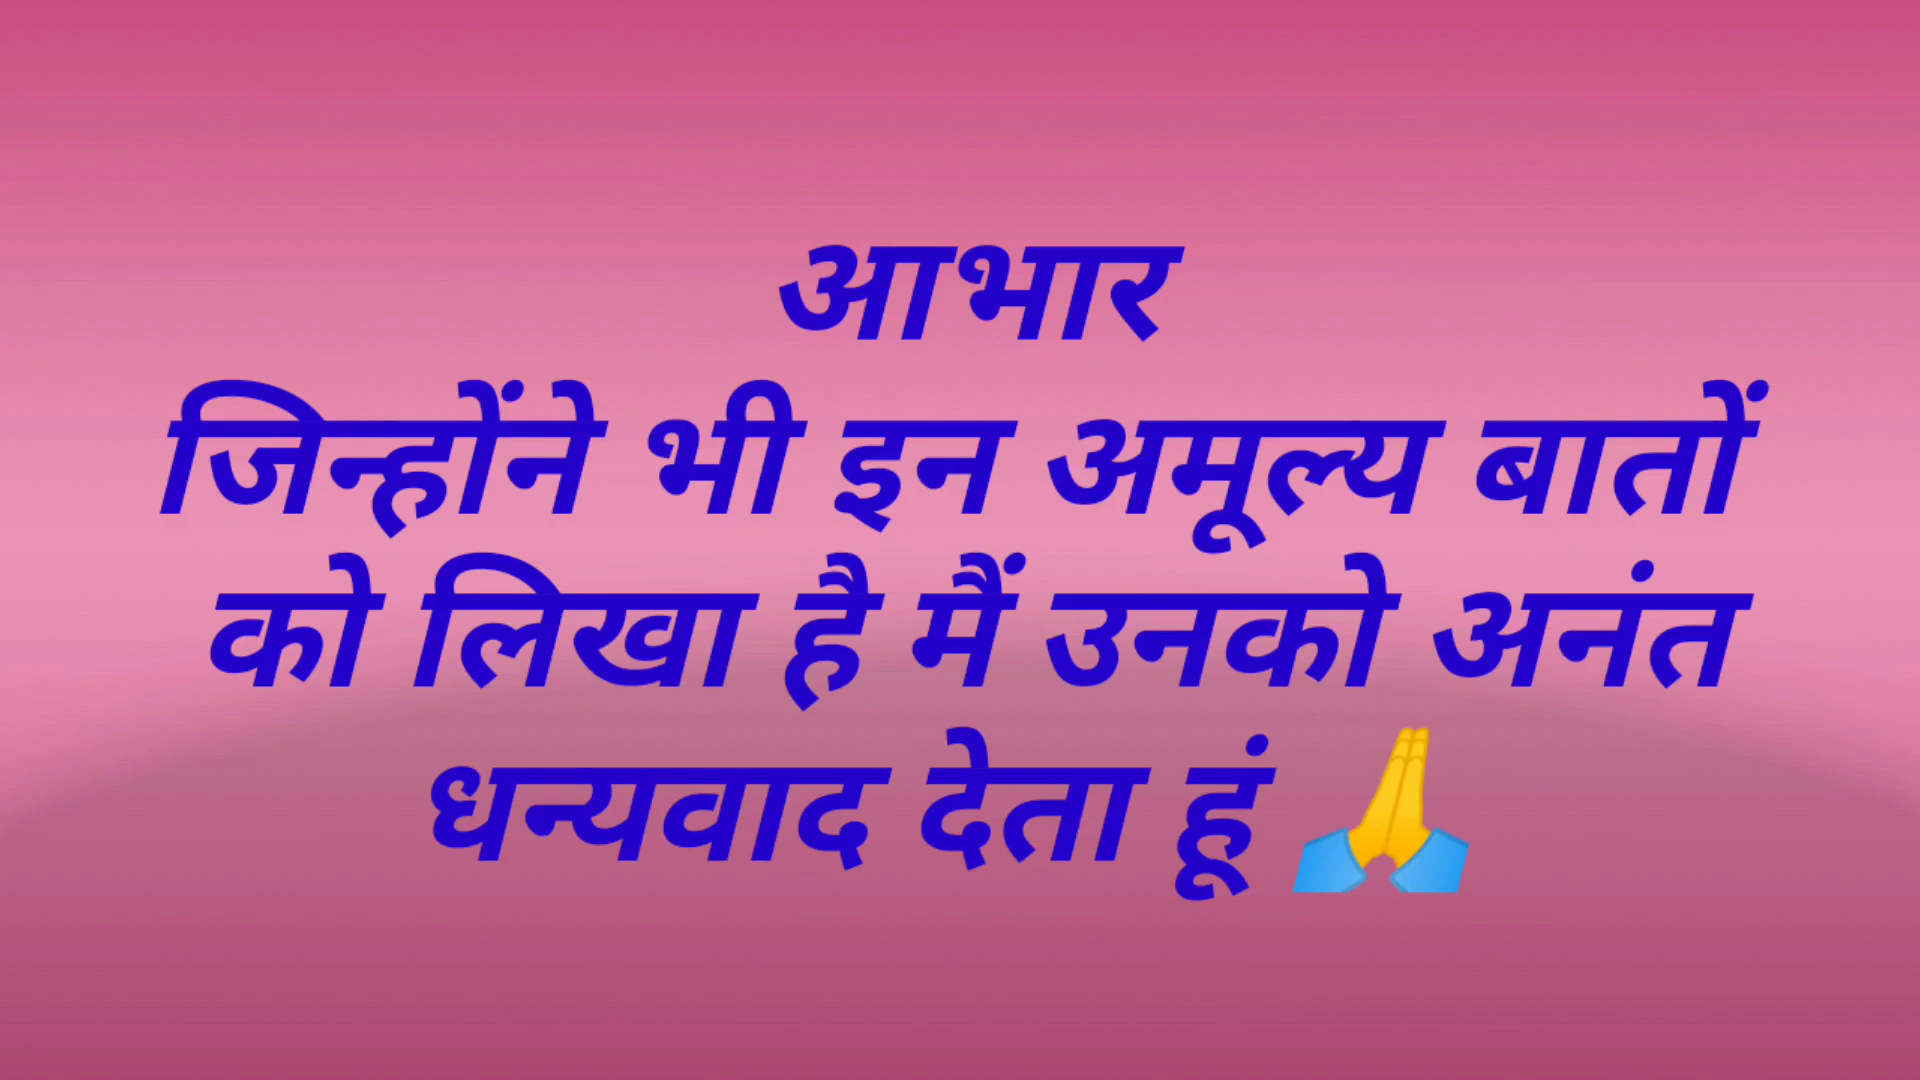 आभार
जिन्होंने भी इन अमूल्य बातों
को लिखा है मैं उनको अनंत
धन्यवाद देता हूं 🙏